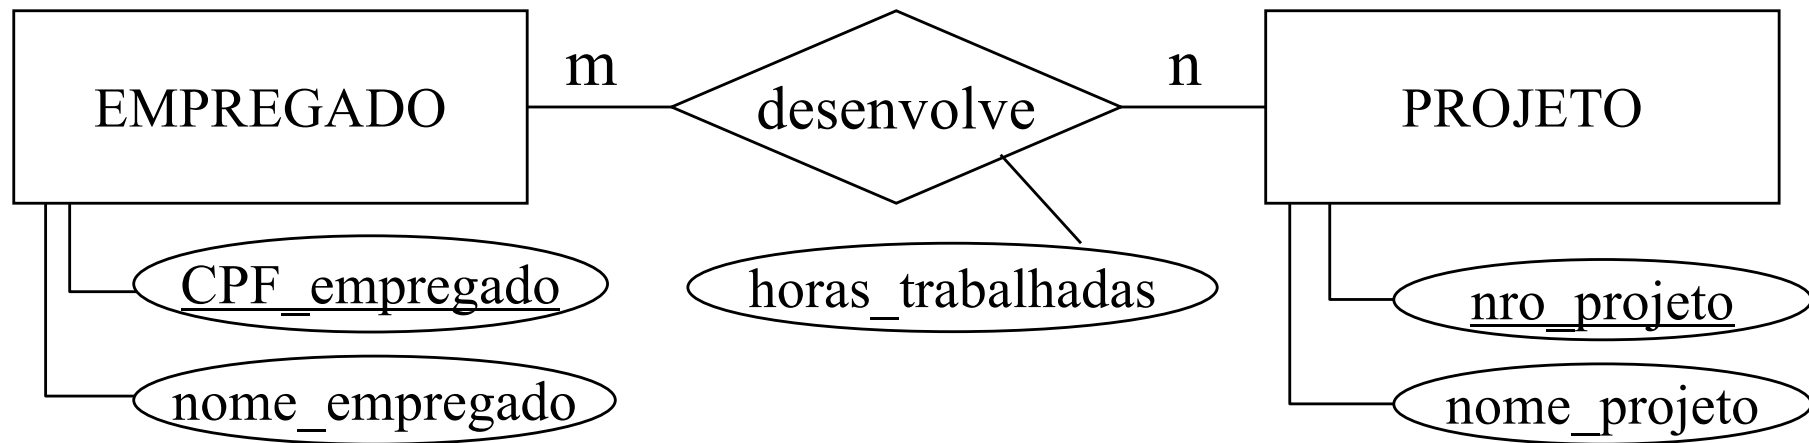 EMPREGADO
m
desenvolve
n
PROJETO
CPF_empregado
horas_trabalhadas
nro_projeto
nome_empregado
nome_projeto